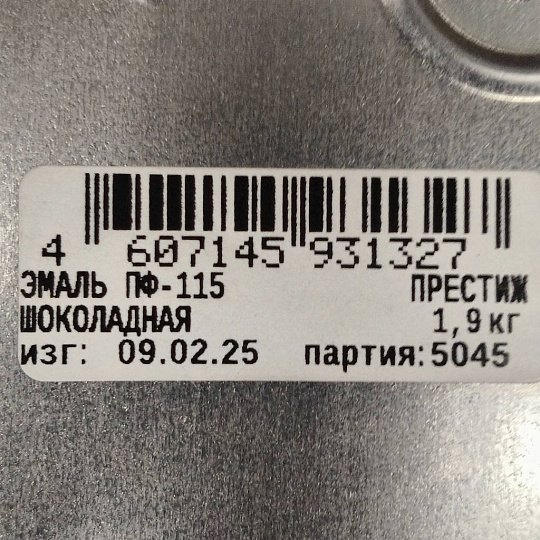 4 607145 931327
ЭМАЛЬ ПФ-115 ПРЕСТИЖ
ШОКОЛАДНАЯ 1,9 кг
изг: 09.02.25 партия:5045